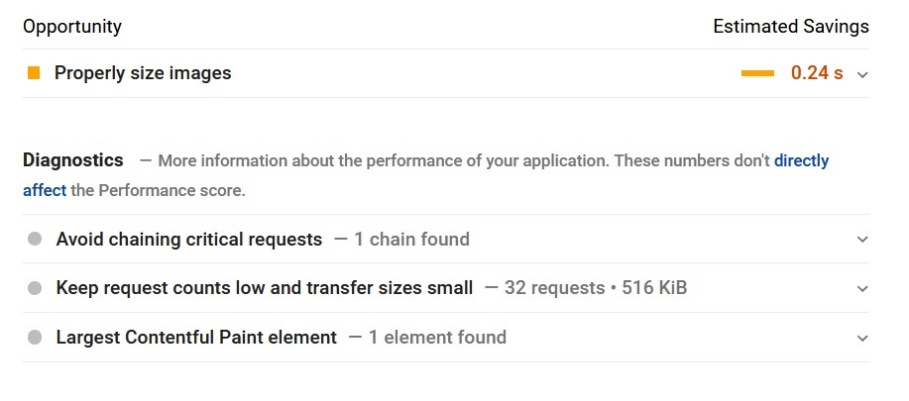 Opportunity Estimated Savings
Properly size images 0.24 s
Diagnostics — More information about the performance of your application. These numbers don't directly
affect the Performance score.
Avoid chaining critical requests — 1 chain found
Keep request counts low and transfer sizes small — 32 requests • 516 KiB
Largest Contentful Paint element — 1 element found